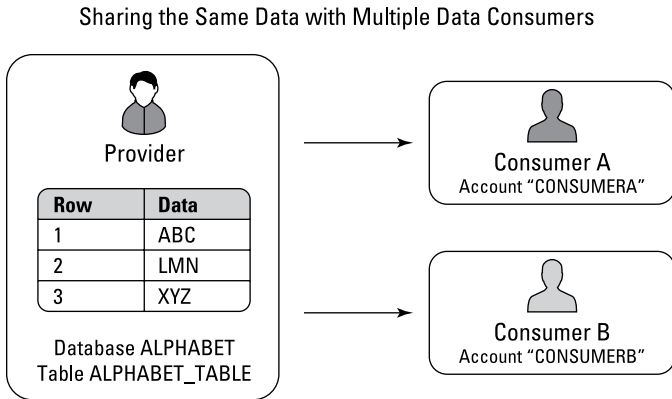 Sharing the Same Data with Multiple Data Consumers
Provider
Row Data
1 ABC
2 LMN
3 XYZ
Database ALPHABET
Table ALPHABET_TABLE
Consumer A
Account “CONSUMERA”
Consumer B
Account “CONSUMERB”